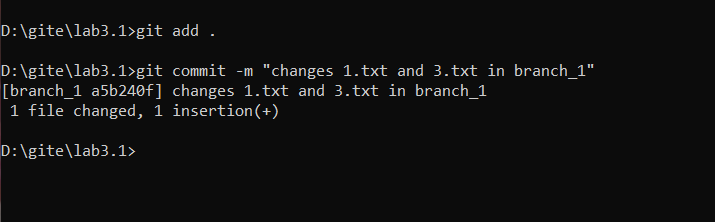 D:\gite\lab3.1>git add .
D:\gite\lab3.1>git commit -m "changes 1.txt and 3.txt in branch_1"
[branch_1 a5b240f] changes 1.txt and 3.txt in branch_1
 1 file changed, 1 insertion(+)
D:\gite\lab3.1>